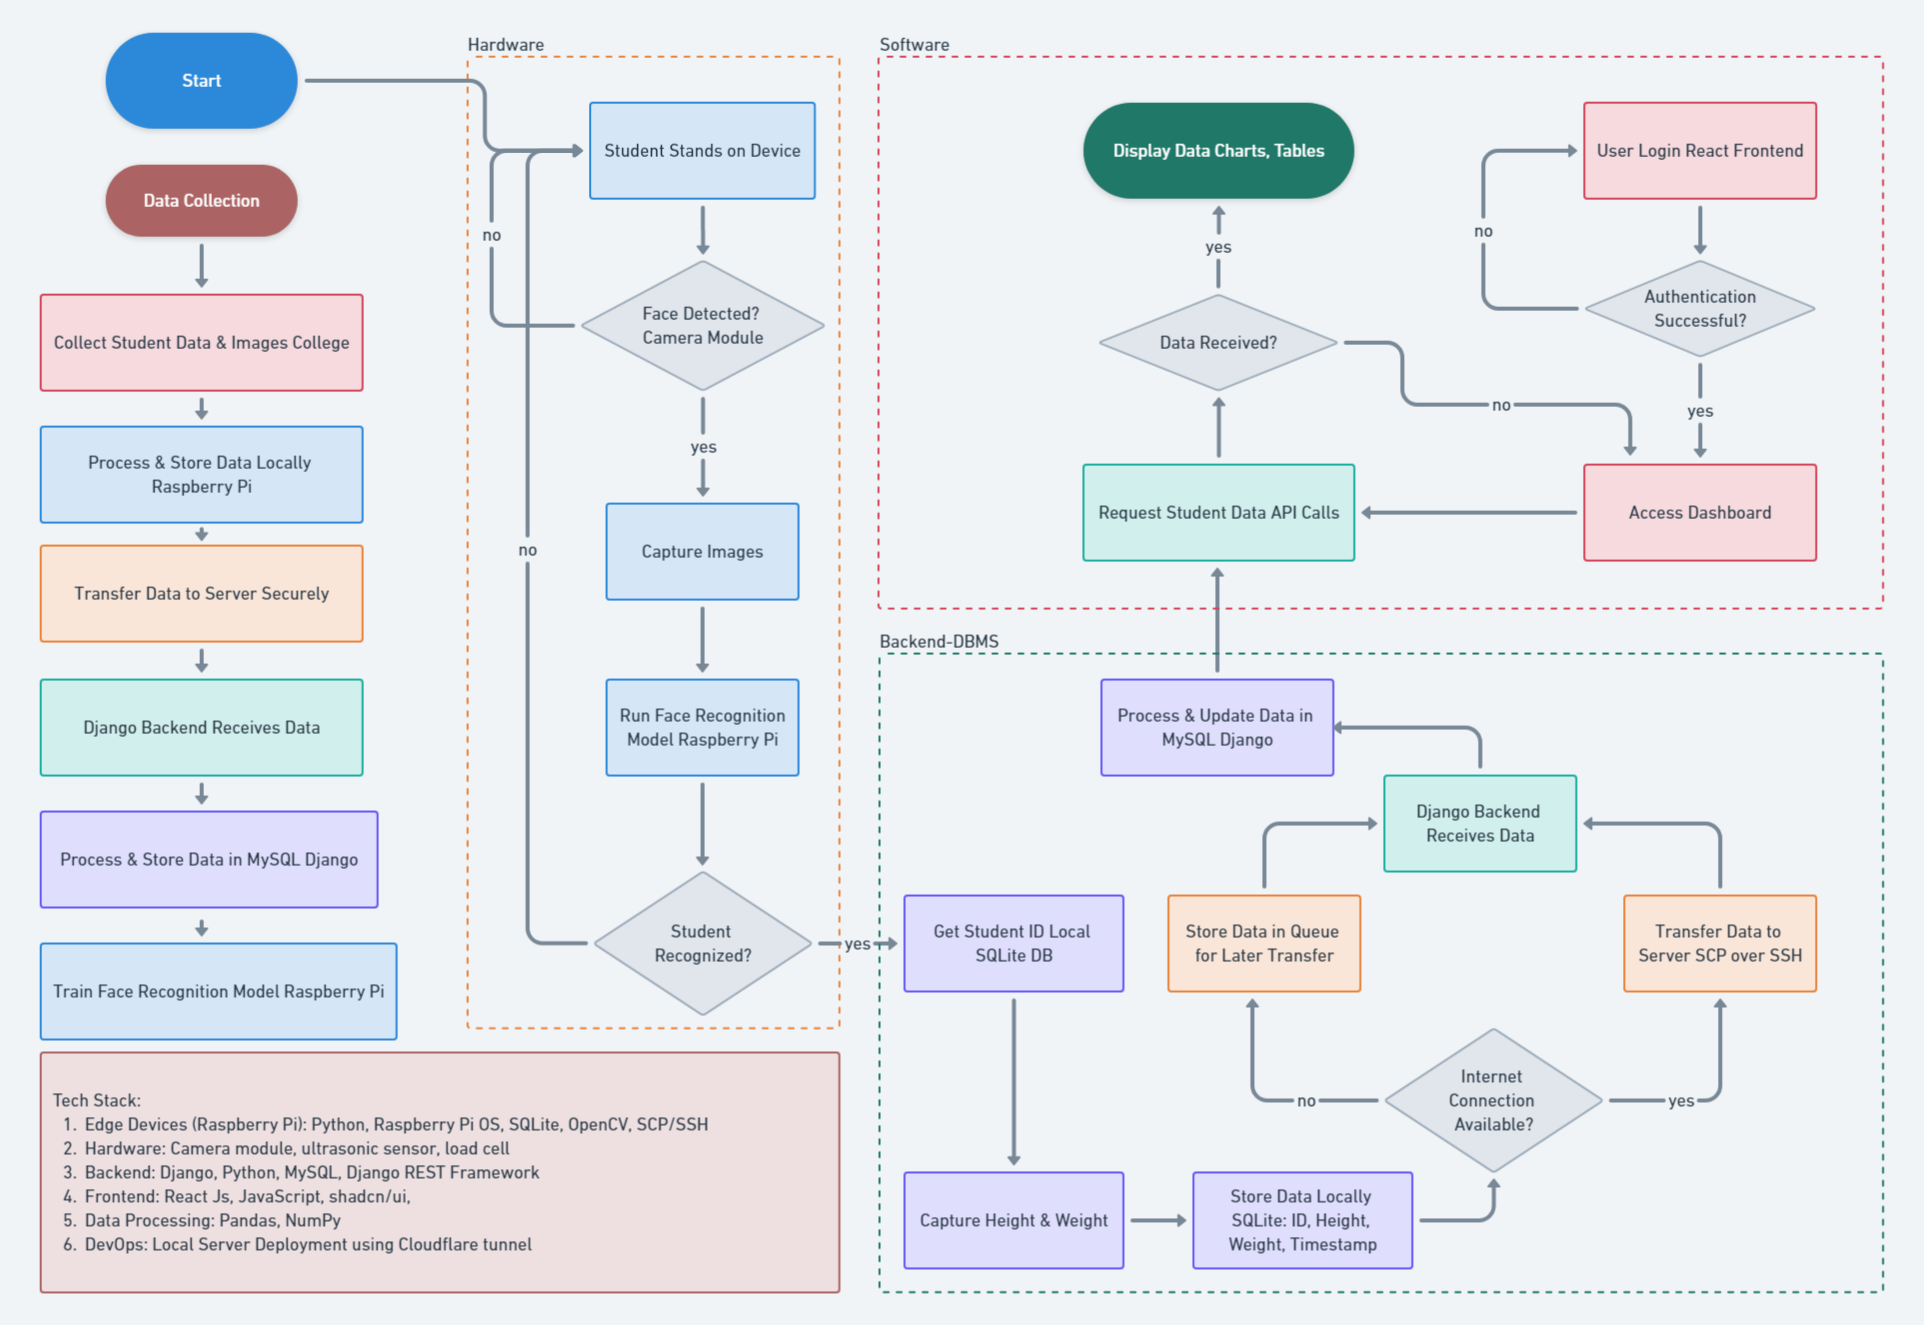 Start
Data Collection
Collect Student Data & Images College
Process & Store Data Locally
Raspberry Pi
Transfer Data to Server Securely
Django Backend Receives Data
Process & Store Data in MySQL Django
Train Face Recognition Model Raspberry Pi
Hardware
Student Stands on Device
no
Face Detected?
Camera Module
yes
Capture Images
no
Run Face Recognition
Model Raspberry Pi
Student
Recognized?
yes
Software
Display Data Charts, Tables
User Login React Frontend
yes
no
Authentication
Successful?
Data Received?
no
yes
Request Student Data API Calls
Access Dashboard
Backend-DBMS
Process & Update Data in
MySQL Django
Django Backend
Receives Data
Get Student ID Local
SQLite DB
Store Data in Queue
for Later Transfer
Transfer Data to
Server SCP over SSH
Internet
Connection
Available?
no
yes
Capture Height & Weight
Store Data Locally
SQLite: ID, Height,
Weight, Timestamp
Tech Stack:
1. Edge Devices (Raspberry Pi): Python, Raspberry Pi OS, SQLite, OpenCV, SCP/SSH
2. Hardware: Camera module, ultrasonic sensor, load cell
3. Backend: Django, Python, MySQL, Django REST Framework
4. Frontend: React Js, JavaScript, shadcn/ui,
5. Data Processing: Pandas, NumPy
6. DevOps: Local Server Deployment using Cloudflare tunnel